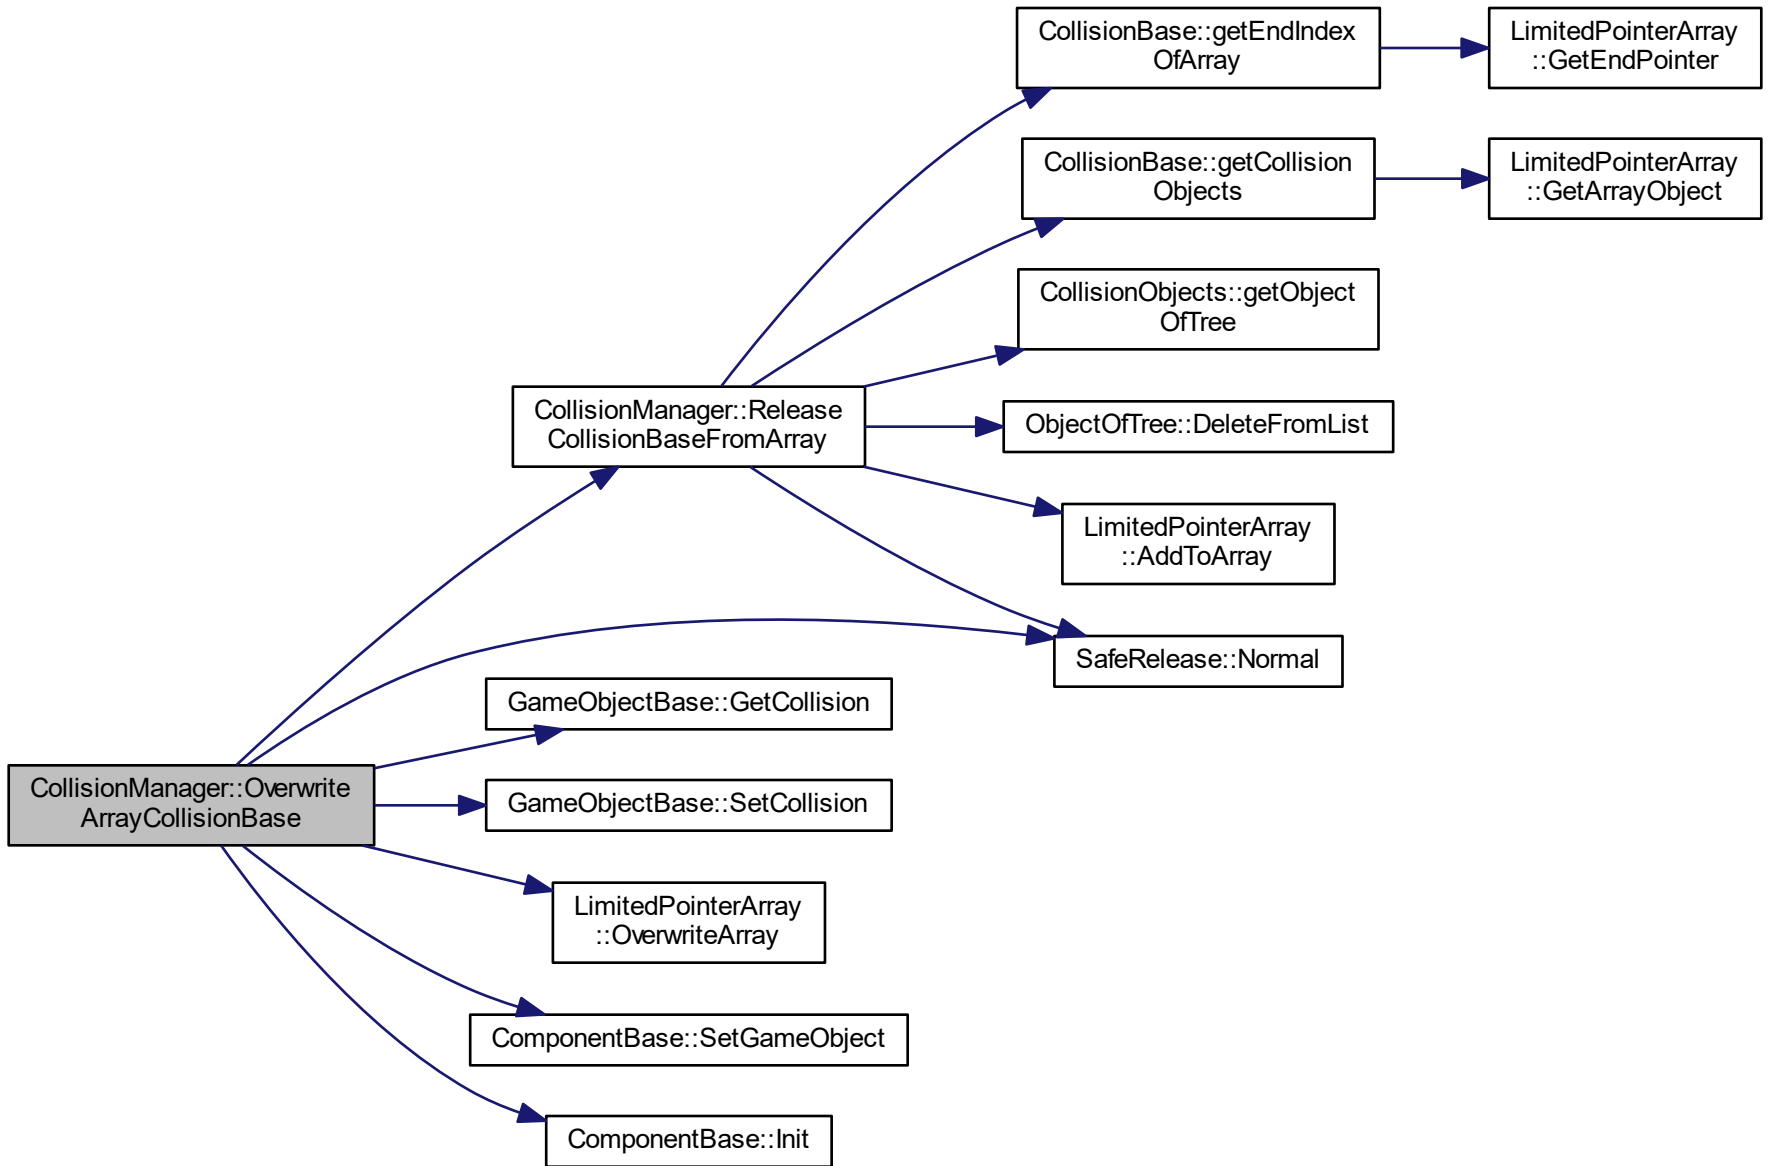 CollisionBase::getEndIndex
OfArray
LimitedPointerArray
::GetEndPointer
CollisionBase::getCollision
Objects
LimitedPointerArray
::GetArrayObject
CollisionObjects::getObject
OfTree
CollisionManager::Release
CollisionBaseFromArray
ObjectOfTree::DeleteFromList
LimitedPointerArray
::AddToArray
SafeRelease::Normal
GameObjectBase::GetCollision
CollisionManager::Overwrite
ArrayCollisionBase
GameObjectBase::SetCollision
LimitedPointerArray
::OverwriteArray
ComponentBase::SetGameObject
ComponentBase::Init